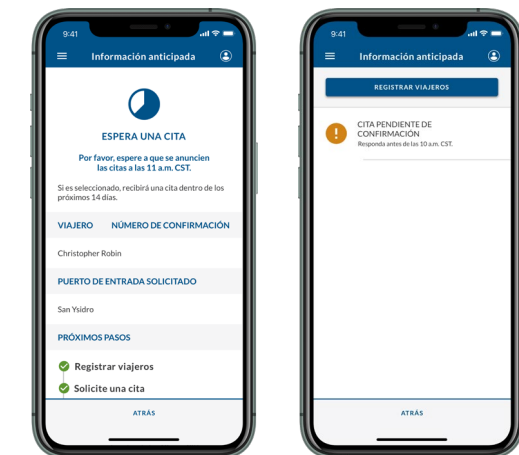 9:41
Información anticipada
ESPERA UNA CITA
Por favor, espere a que se anuncien
las citas a las 11 a.m. CST.
Si es seleccionado, recibirá una cita dentro de los
próximos 14 días.
VIAJERO NÚMERO DE CONFIRMACIÓN
Christopher Robin
PUERTO DE ENTRADA SOLICITADO
San Ysidro
PRÓXIMOS PASOS
Registrar viajeros
Solicite una cita
ATRÁS
9:41
Información anticipada
REGISTRAR VIAJEROS
CITA PENDIENTE DE
CONFIRMACIÓN
Responda antes de las 10 a.m. CST.
ATRÁS